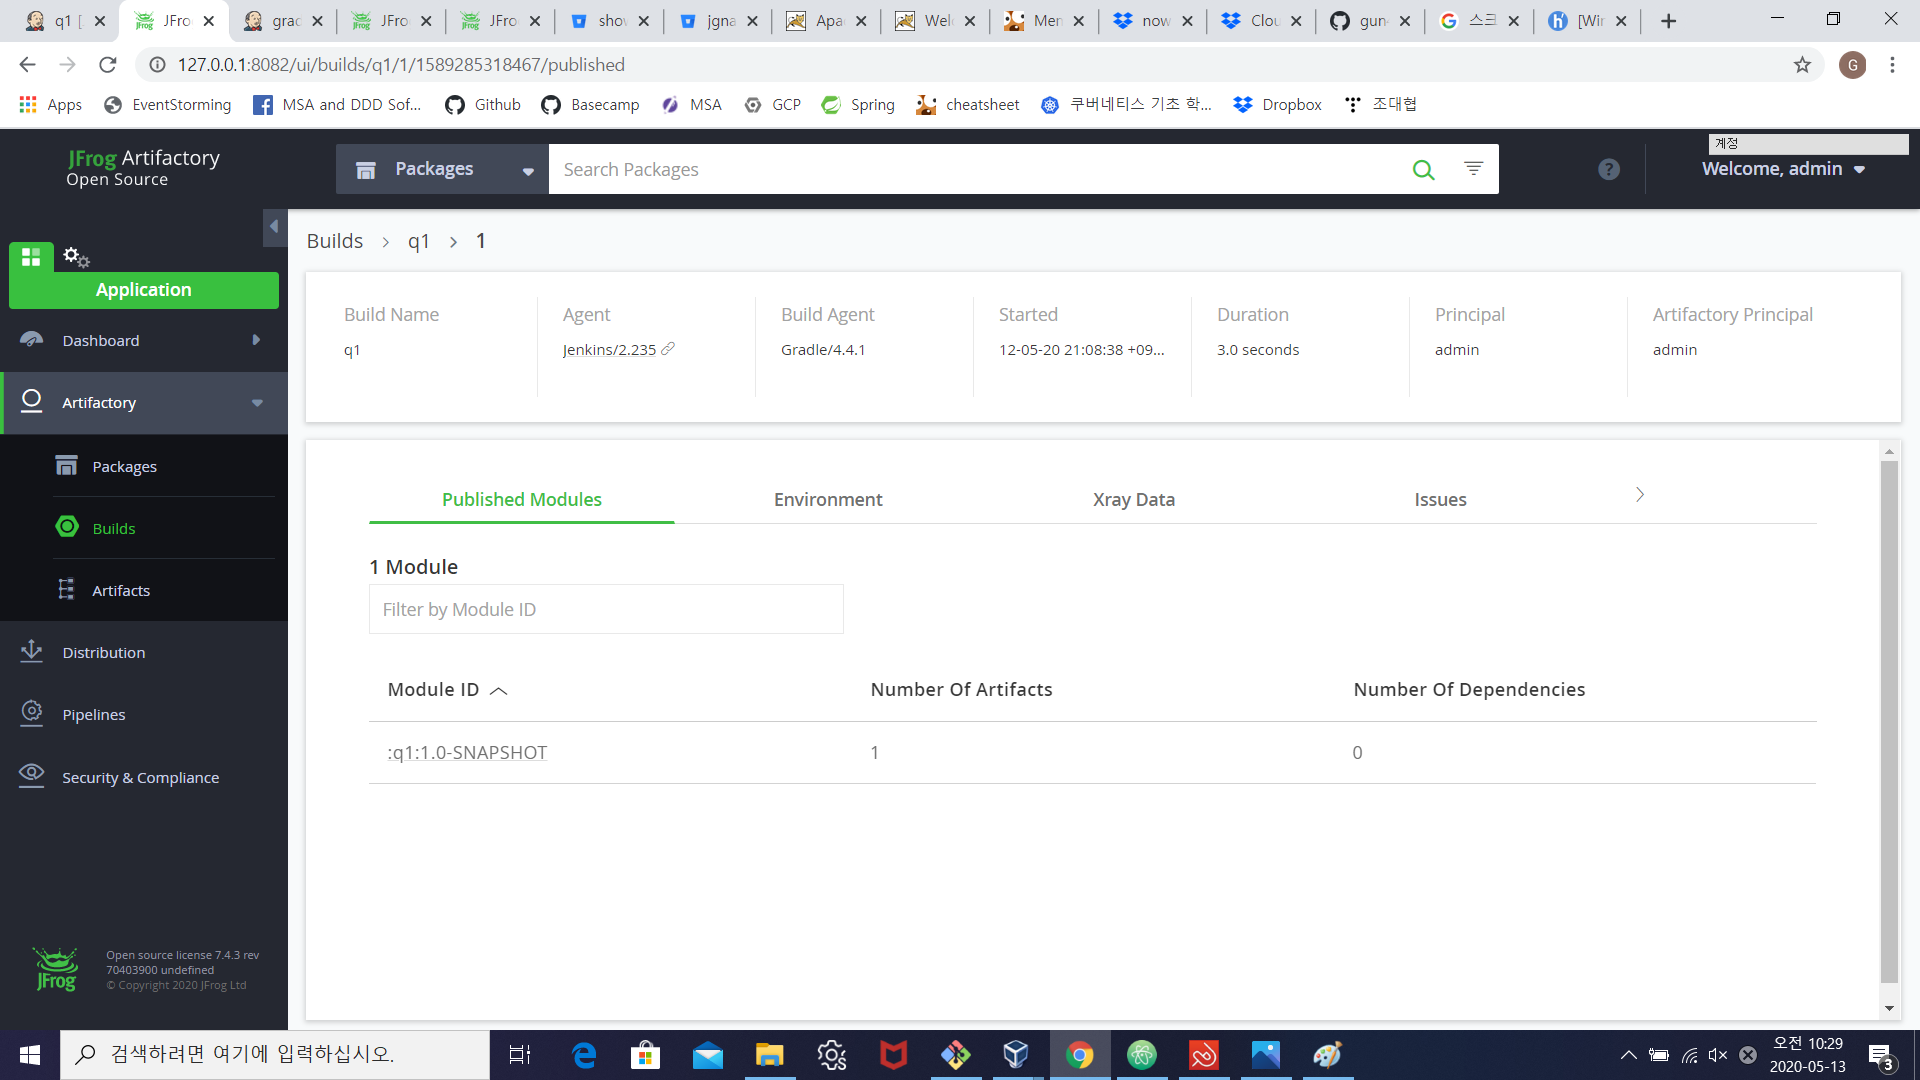 q1 [
JFro
grad
JFro
JFro
show
jgna
Apa
Welc
Men
now
Clou
gun
스크
[Win
127.0.0.1:8082/ui/builds/q1/1/1589285318467/published
G
Apps
EventStorming
MSA and DDD Sof...
Github
Basecamp
MSA
GCP
Spring
cheatsheet
쿠버네티스 기초 학...
Dropbox
조대협
JFrog Artifactory
Open Source
Packages
Search Packages
?
계정
Welcome, admin
Application
Dashboard
Artifactory
Packages
Builds
Artifacts
Distribution
Pipelines
Security & Compliance
JFrog
Open source license 7.4.3 rev
70403900 undefined
© Copyright 2020 JFrog Ltd
Builds > q1 > 1
Build Name
q1
Agent
Jenkins/2.235
Build Agent
Gradle/4.4.1
Started
12-05-20 21:08:38 +09...
Duration
3.0 seconds
Principal
admin
Artifactory Principal
admin
Published Modules
Environment
Xray Data
Issues
1 Module
Filter by Module ID
Module ID
Number Of Artifacts
Number Of Dependencies
:q1:1.0-SNAPSHOT
1
0
검색하려면 여기에 입력하십시오.
오전 10:29
2020-05-13
3